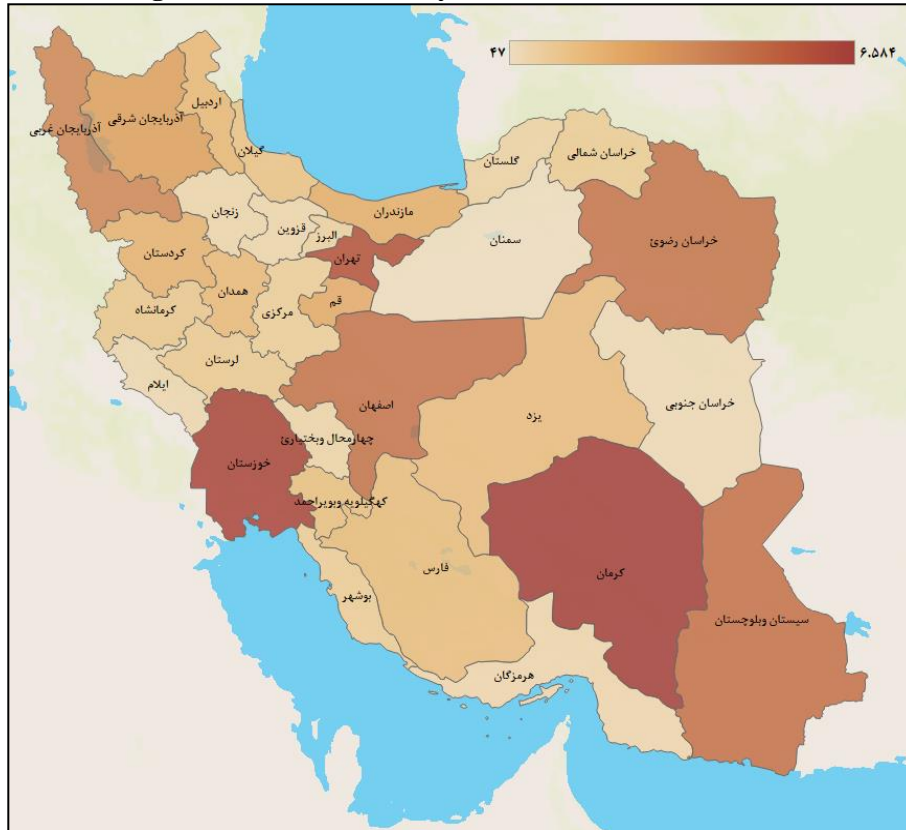 ۴۷
۶.۵۸۴
اردبیل
آذربایجان شرقی
آذربایجان غربی
گیلان
خراسان شمالی
گلستان
زنجان
مازندران
قزوین
البرز
سمنان
خراسان رضوئ
تهران
کردستان
قم
همدان
مرکزی
کرمانشاه
لرستان
ایلام
اصفهان
خراسان جنوبی
یزد
چهارمحال وبختیارئ
خوزستان
کهگیلویه وبویراحمد
فارس
کرمان
بوشهر
سیستان وبلوچستان
هرمزگان